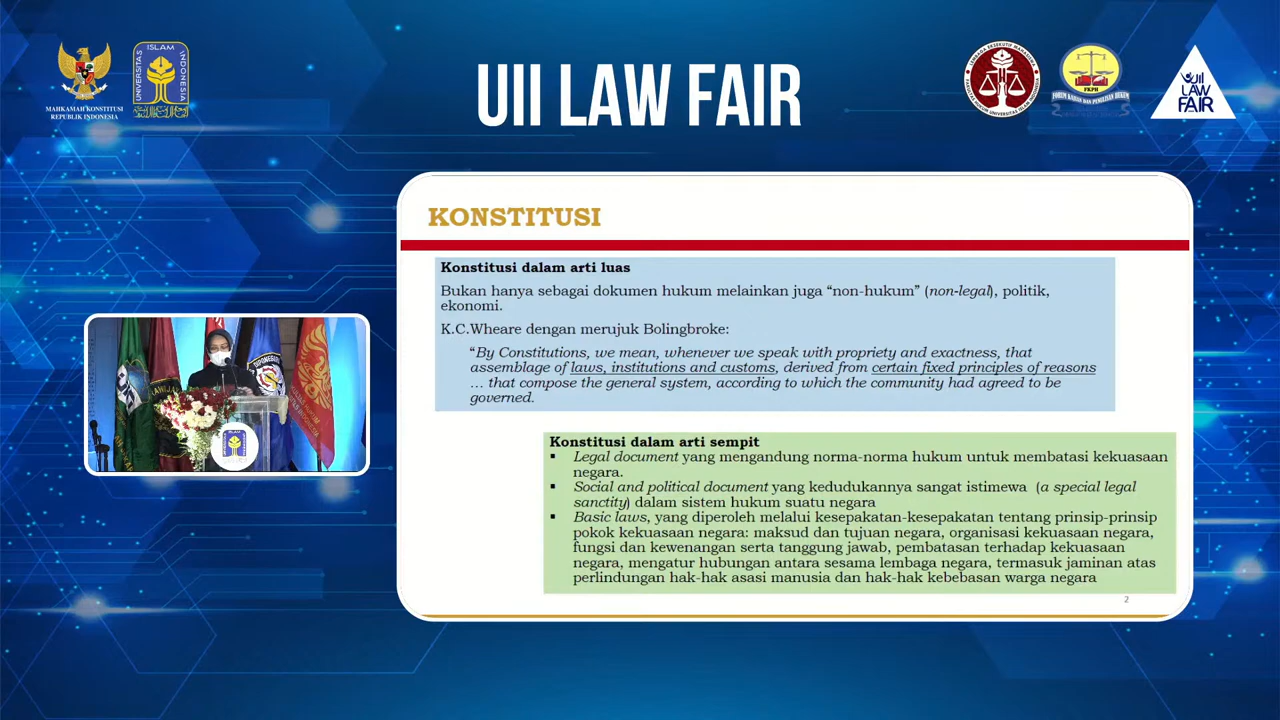 MAHKAMAH KONSTITUSI
REPUBLIK INDONESIA
UNIVERSITAS ISLAM INDONESIA
UII LAW FAIR
FKPH
UII
LAW
FAIR
KONSTITUSI
Konstitusi dalam arti luas
Bukan hanya sebagai dokumen hukum melainkan juga “non-hukum” (non-legal), politik,
ekonomi.
K.C.Wheare dengan merujuk Bolingbroke:
“By Constitutions, we mean, whenever we speak with propriety and exactness, that
assemblage of laws, institutions and customs, derived from certain fixed principles of reasons
… that compose the general system, according to which the community had agreed to be
governed.
Konstitusi dalam arti sempit
▪ Legal document yang mengandung norma-norma hukum untuk membatasi kekuasaan
negara.
▪ Social and political document yang kedudukannya sangat istimewa (a special legal
sanctity) dalam sistem hukum suatu negara
▪ Basic laws, yang diperoleh melalui kesepakatan-kesepakatan tentang prinsip-prinsip
pokok kekuasaan negara: maksud dan tujuan negara, organisasi kekuasaan negara,
fungsi dan kewenangan serta tanggung jawab, pembatasan terhadap kekuasaan
negara, mengatur hubungan antara sesama lembaga negara, termasuk jaminan atas
perlindungan hak-hak asasi manusia dan hak-hak kebebasan warga negara
2